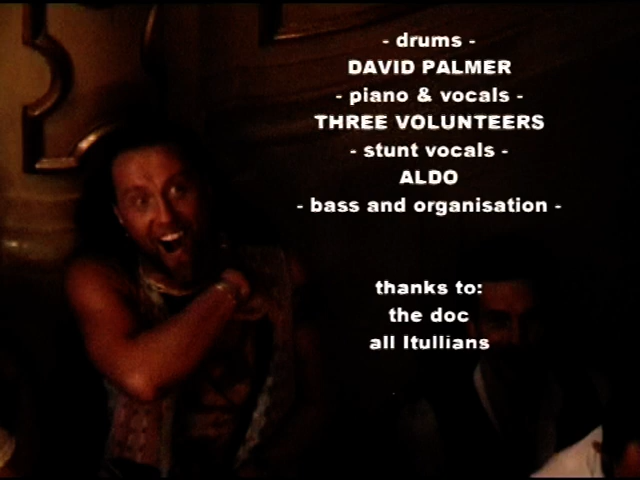 - drums -
DAVID PALMER
- piano & vocals -
THREE VOLUNTEERS
- stunt vocals -
ALDO
- bass and organisation -
thanks to:
the doc
all Itullians